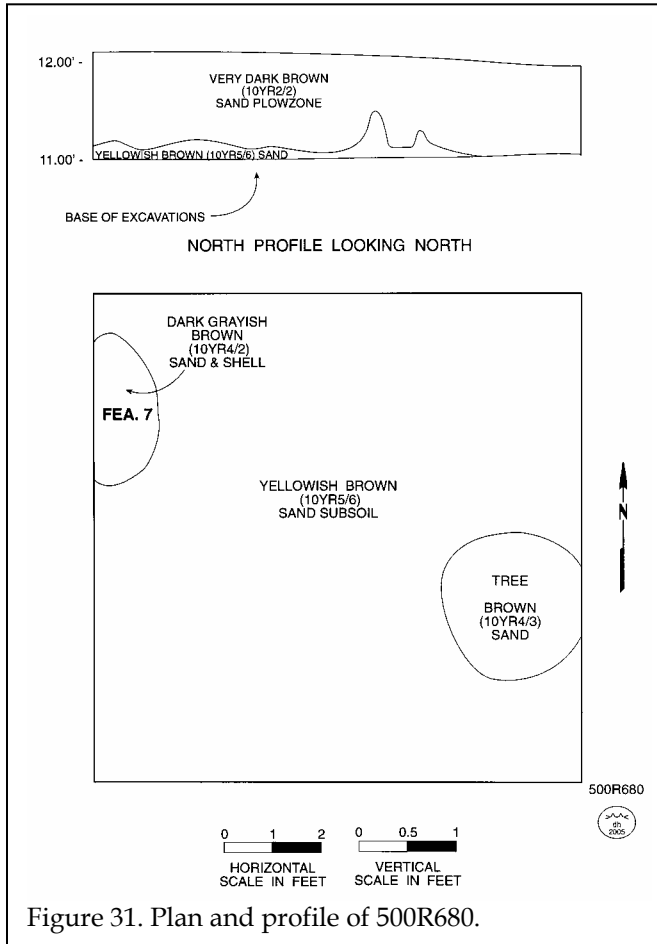 12.00' -
VERY DARK BROWN
(10YR2/2)
SAND PLOWZONE
YELLOWISH BROWN (10YR5/6) SAND
11.00' -
BASE OF EXCAVATIONS
NORTH PROFILE LOOKING NORTH
DARK GRAYISH
BROWN
(10YR4/2)
SAND & SHELL
FEA. 7
YELLOWISH BROWN
(10YR5/6)
SAND SUBSOIL
N
TREE
BROWN
(10YR4/3)
SAND
500R680
dh
2005
0 1 2
HORIZONTAL
SCALE IN FEET
0 0.5 1
VERTICAL
SCALE IN FEET
Figure 31. Plan and profile of 500R680.